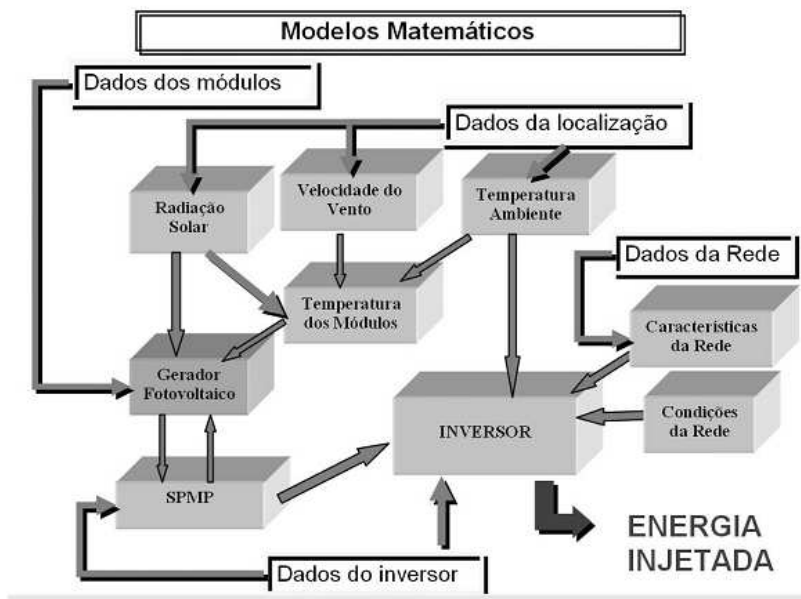 Modelos Matemáticos
Dados dos módulos
Dados da localização
Radiação
Solar
Velocidade do
Vento
Temperatura
Ambiente
Dados da Rede
Temperatura
dos Módulos
Características
da Rede
Gerador
Fotovoltaico
INVERSOR
Condições
da Rede
SPMP
ENERGIA
INJETADA
Dados do inversor